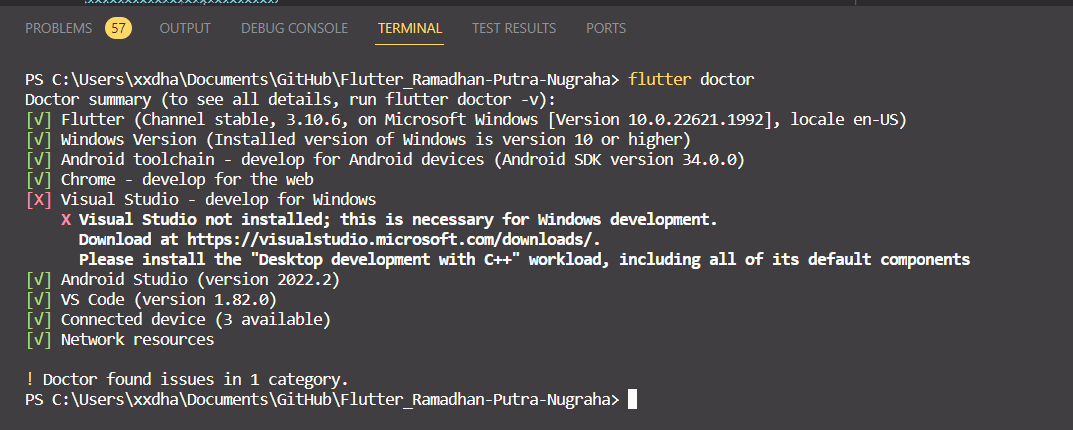 PROBLEMS 57 OUTPUT DEBUG CONSOLE TERMINAL TEST RESULTS PORTS
PS C:\Users\xxdha\Documents\GitHub\Flutter_Ramadhan-Putra-Nugraha> flutter doctor
Doctor summary (to see all details, run flutter doctor -v):
[√] Flutter (Channel stable, 3.10.6, on Microsoft Windows [Version 10.0.22621.1992], locale en-US)
[√] Windows Version (Installed version of Windows is version 10 or higher)
[√] Android toolchain - develop for Android devices (Android SDK version 34.0.0)
[√] Chrome - develop for the web
[X] Visual Studio - develop for Windows
X Visual Studio not installed; this is necessary for Windows development.
Download at https://visualstudio.microsoft.com/downloads/.
Please install the "Desktop development with C++" workload, including all of its default components
[√] Android Studio (version 2022.2)
[√] VS Code (version 1.82.0)
[√] Connected device (3 available)
[√] Network resources
! Doctor found issues in 1 category.
PS C:\Users\xxdha\Documents\GitHub\Flutter_Ramadhan-Putra-Nugraha>